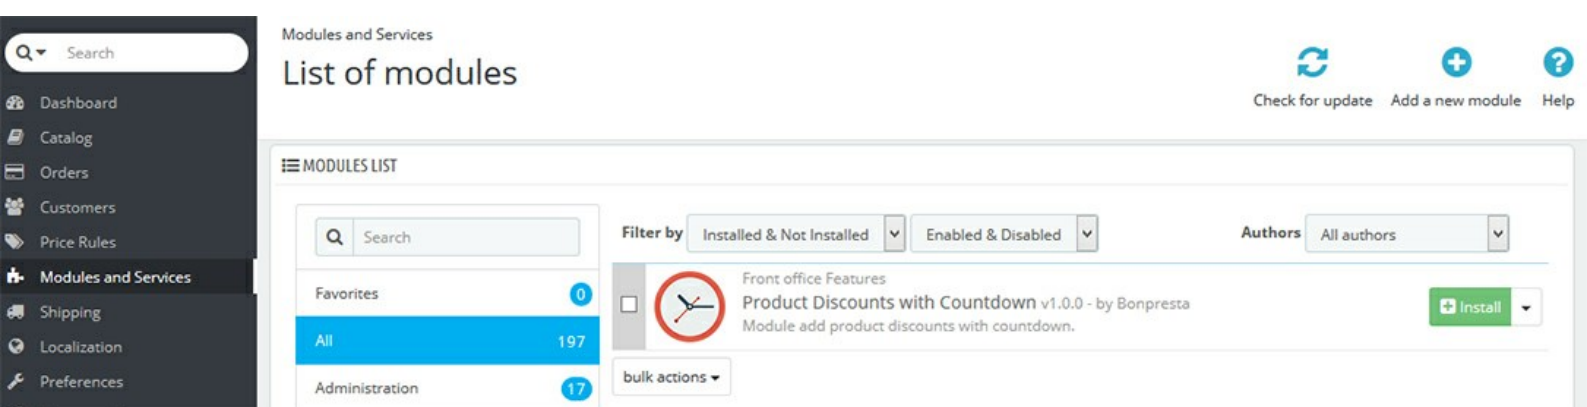 Search
Dashboard
Catalog
Orders
Customers
Price Rules
Modules and Services
Shipping
Localization
Preferences
Modules and Services
List of modules
Check for update
Add a new module
Help
MODULES LIST
Search
Favorites 0
All 197
Administration 17
Filter by Installed & Not Installed Enabled & Disabled Authors All authors
Front office Features
Product Discounts with Countdown v1.0.0 - by Bonpresta
Module add product discounts with countdown.
Install
bulk actions